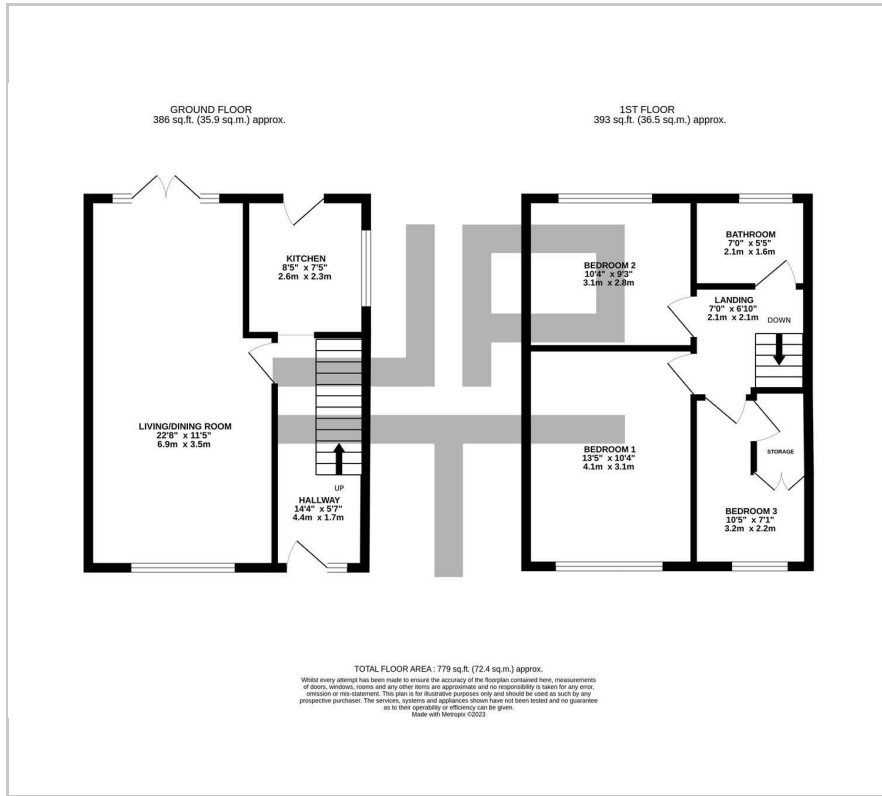 GROUND FLOOR
386 sq.ft. (35.9 sq.m.) approx.
KITCHEN
8'5" x 7'5"
2.6m x 2.3m
LIVING/DINING ROOM
22'8" x 11'5"
6.9m x 3.5m
UP
HALLWAY
14'4" x 5'7"
4.4m x 1.7m
1ST FLOOR
393 sq.ft. (36.5 sq.m.) approx.
BATHROOM
7'0" x 5'5"
2.1m x 1.6m
BEDROOM 2
10'4" x 9'3"
3.1m x 2.8m
LANDING
7'0" x 6'10"
2.1m x 2.1m
DOWN
BEDROOM 1
13'5" x 10'4"
4.1m x 3.1m
STORAGE
BEDROOM 3
10'5" x 7'1"
3.2m x 2.2m
TOTAL FLOOR AREA : 779 sq.ft. (72.4 sq.m.) approx.
Whilst every attempt has been made to ensure the accuracy of the floorplan contained here, measurements
of doors, windows, rooms and any other items are approximate and no responsibility is taken for any error,
omission or mis-statement. This plan is for illustrative purposes only and should be used as such by any
prospective purchaser. The services, systems and appliances shown have not been tested and no guarantee
as to their operability or efficiency can be given.
Made with Metropix ©2023